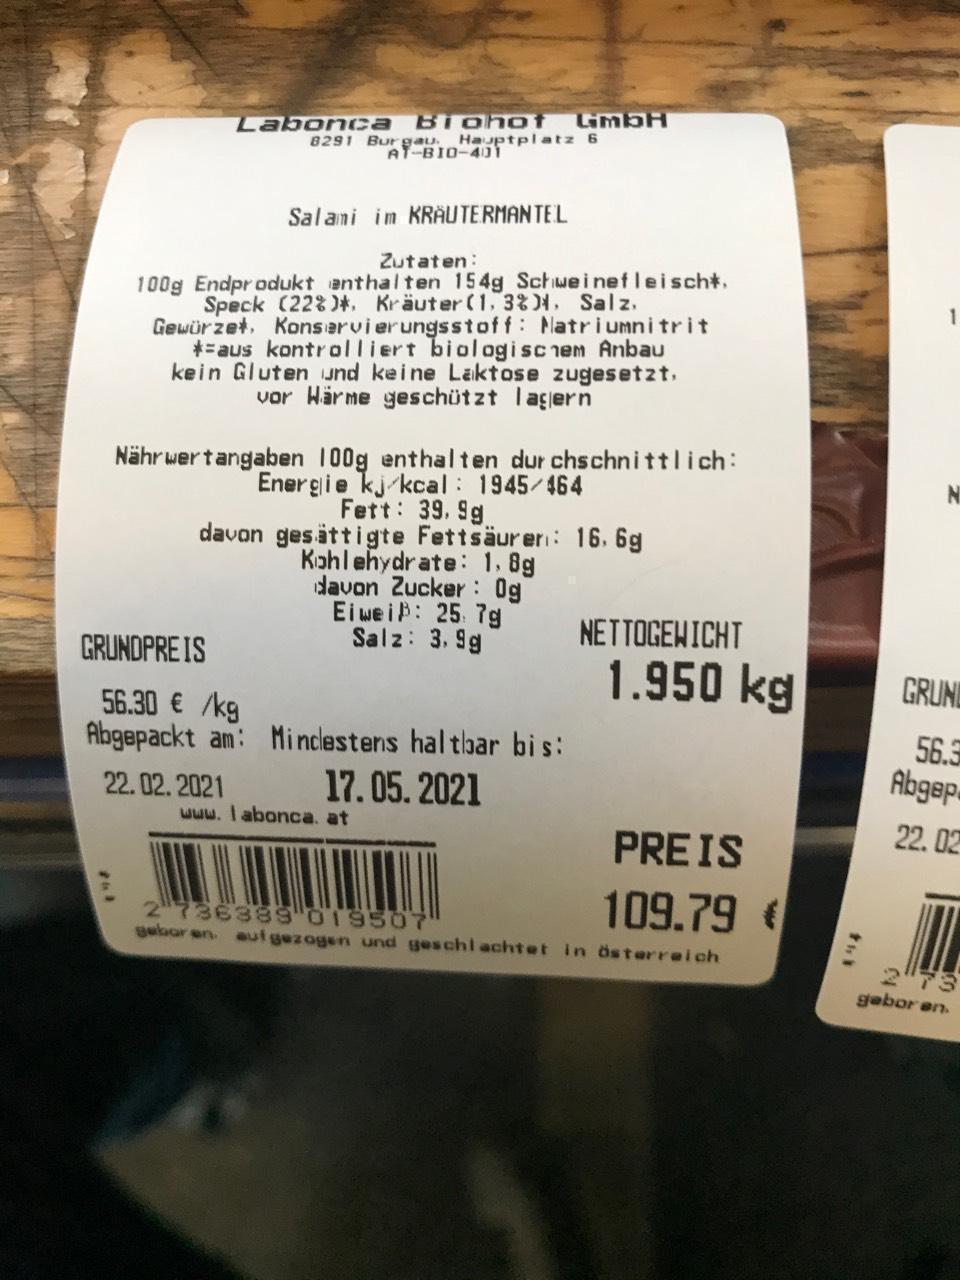 Labonca Biohof GmbH
8291 Burgau, Hauptplatz 6
AT-BIO-401
Salami im KRÄUTERMANTEL
Zutaten:
100g Endprodukt enthalten 154g Schweinefleisch*,
Speck (22%)*, Kräuter(1,3%)*, Salz,
Gewürze*, Konservierungsstoff: Natriumnitrit
*=aus kontrolliert biologischem Anbau
kein Gluten und keine Laktose zugesetzt,
vor Wärme geschützt lagern
Nährwertangaben 100g enthalten durchschnittlich:
Energie kj/kcal: 1945/464
Fett: 39,9g
davon gesättigte Fettsäuren: 16,6g
Kohlehydrate: 1,8g
davon Zucker: 0g
Eiweiß: 25,7g
Salz: 3,9g
GRUNDPREIS
NETTOGEWICHT
56.30 € /kg
1.950 kg
Abgepackt am: Mindestens haltbar bis:
22.02.2021 17.05.2021
www.labonca.at
PREIS
109.79
2 736389 019507
geboren, aufgezogen und geschlachtet in österreich
1
N
GRUN
56.3
Abgep
22.02
2 73
geboren,